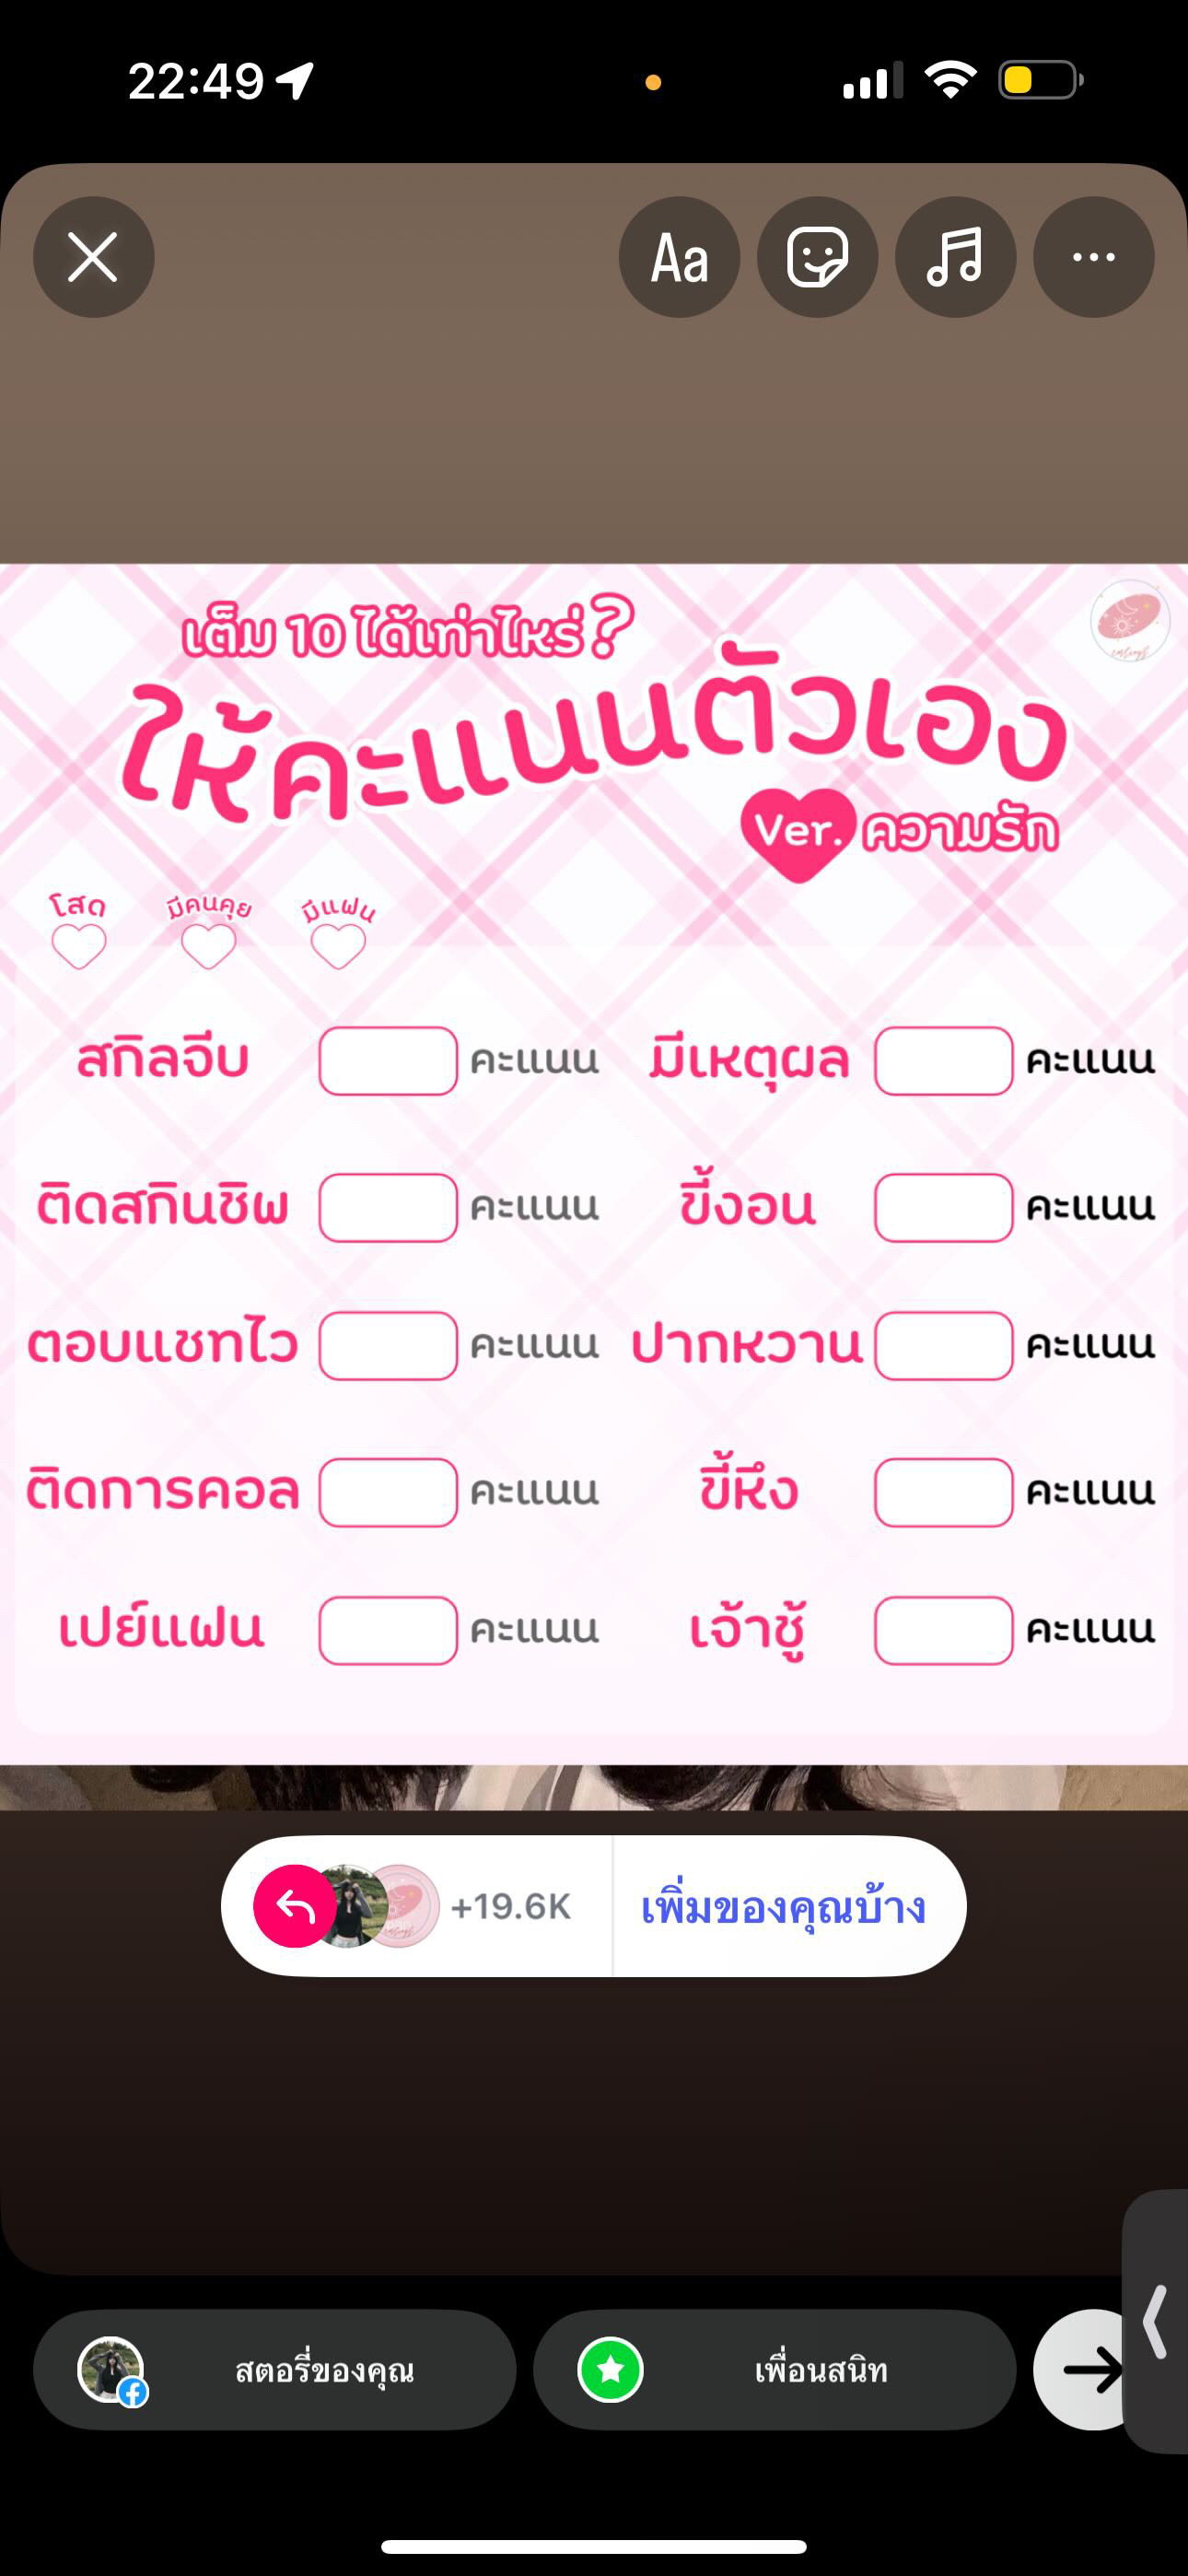 22:49
Aa
เต็ม 10 ได้เท่าไหร่?
ให้คะแนนตัวเอง
Ver. ความรัก
โสด มีคนคุย มีแฟน
สกิลจีบ คะแนน มีเหตุผล คะแนน
ติดสกินชิพ คะแนน ขี้งอน คะแนน
ตอบแชทไว คะแนน ปากหวาน คะแนน
ติดการคอล คะแนน ขี้หึง คะแนน
เปย์แฟน คะแนน เจ้าชู้ คะแนน
+19.6K เพิ่มของคุณบ้าง
สตอรี่ของคุณ เพื่อนสนิท